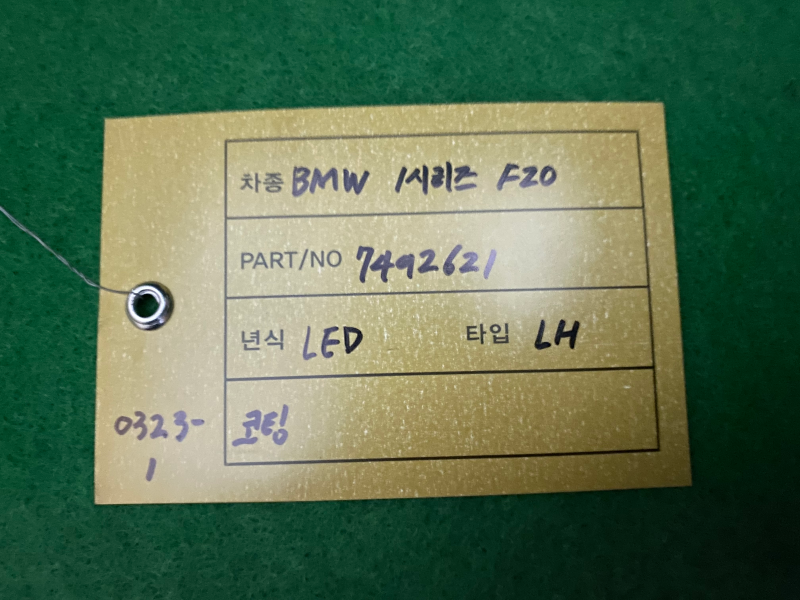 차종 BMW 1시리즈 F20
PART/NO 7492621
년식 LED 타입 LH
코팅
0323-
1